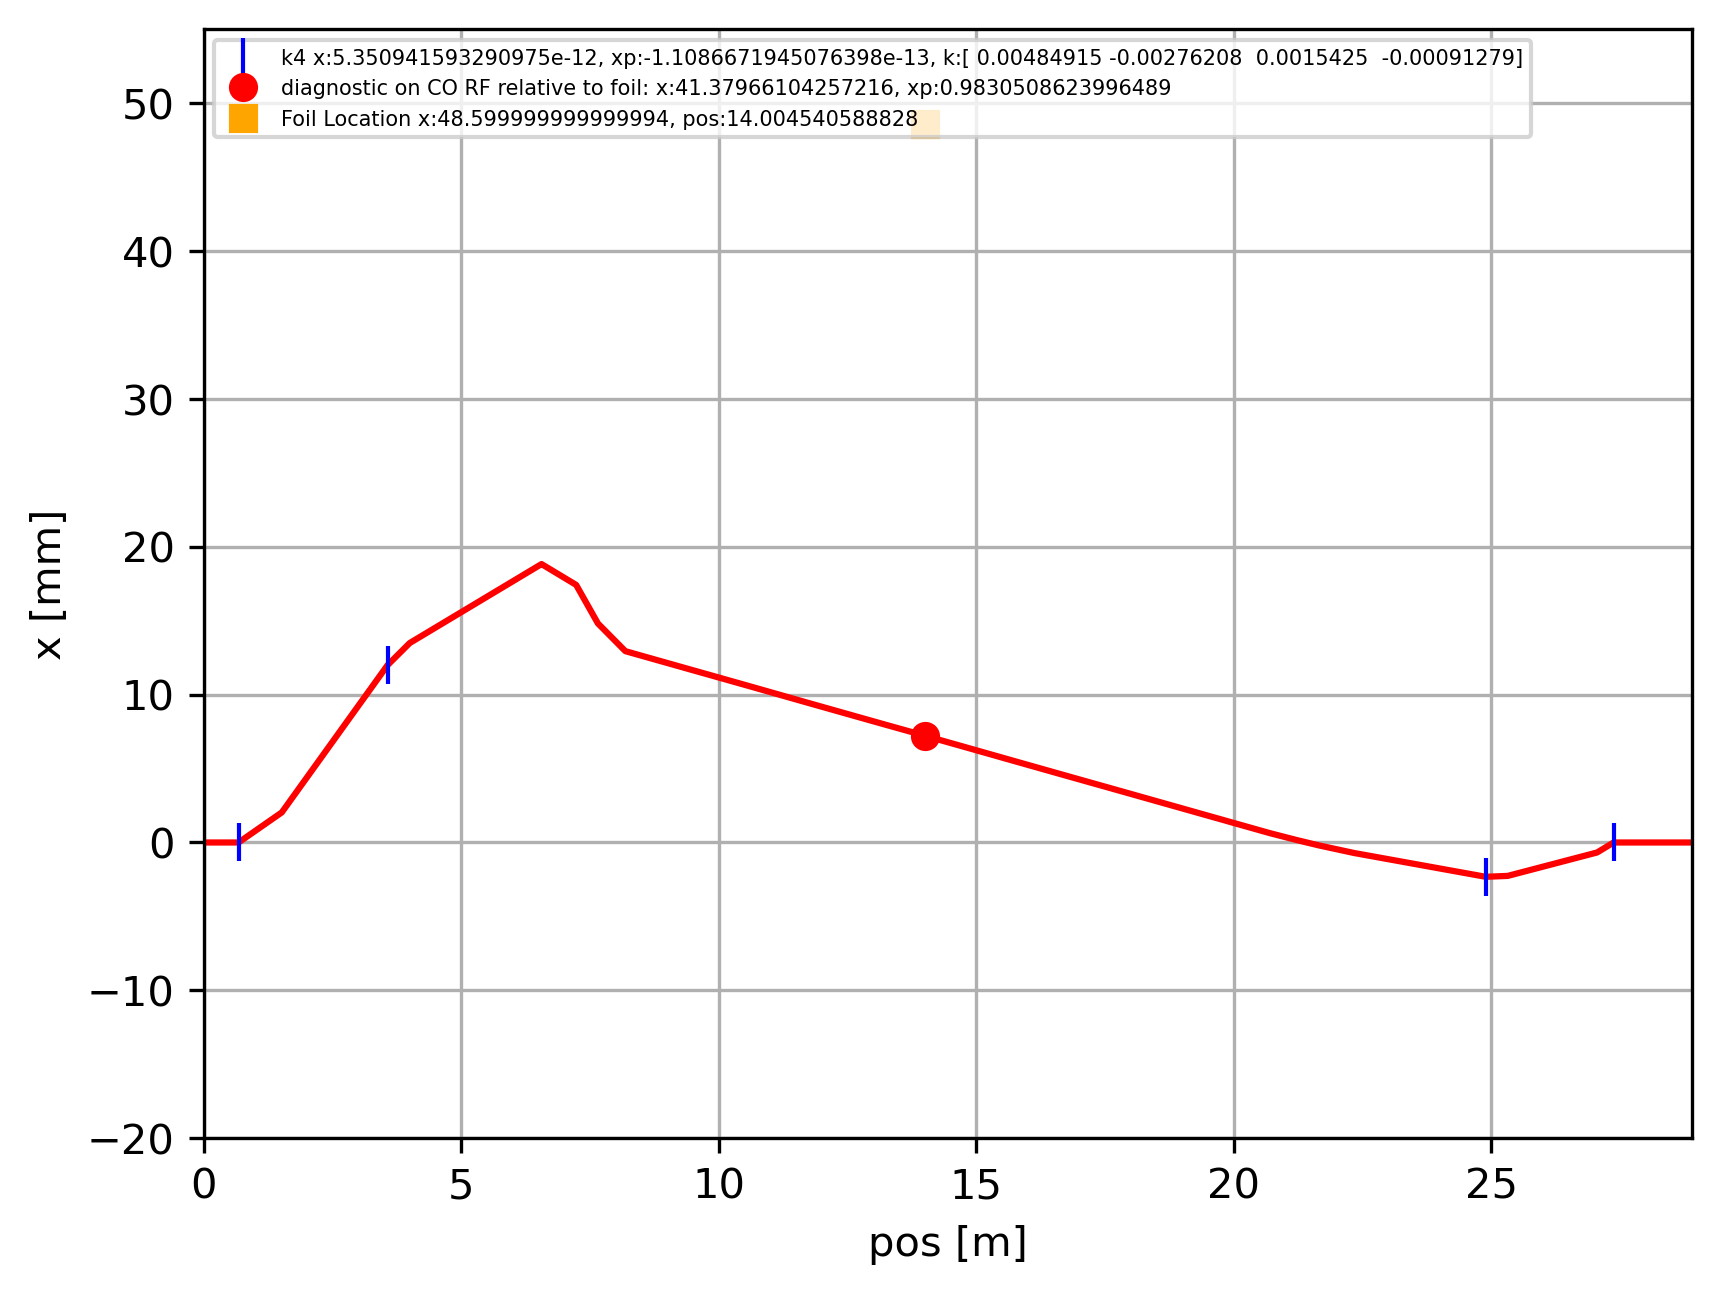 k4 x:5.350941593290975e-12, xp:-1.1086671945076398e-13, k:[ 0.00484915 -0.00276208  0.0015425  -0.00091279]
diagnostic on CO RF relative to foil: x:41.37966104257216, xp:0.9830508623996489
Foil Location x:48.599999999999994, pos:14.004540588828
50
40
30
20
10
0
−10
−20
x [mm]
0 5 10 15 20 25
pos [m]